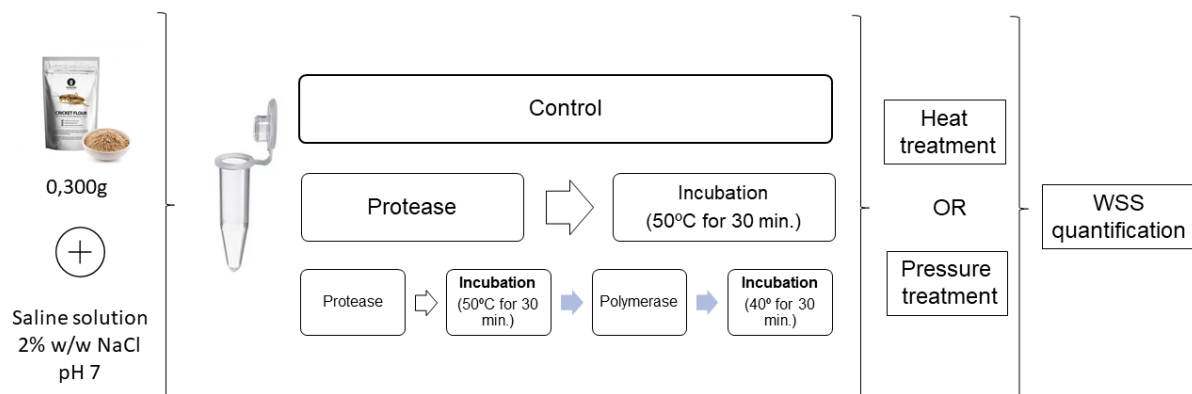 CRICKET FLOUR
0,300g
Saline solution
2% w/w NaCl
pH 7
Control
Protease
Incubation
(50ºC for 30 min.)
Protease
Incubation
(50ºC for 30
min.)
Polymerase
Incubation
(40º for 30
min.)
Heat
treatment
OR
Pressure
treatment
WSS
quantification